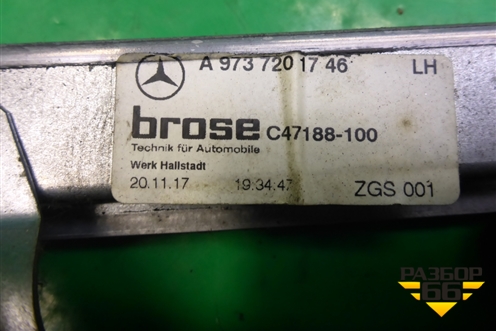 A 973 720 17 46 LH
brose C47188-100
Technik für Automobile
Werk Hallstadt
20.11.17 19.34.47 ZGS 001
РАЗБОР
66